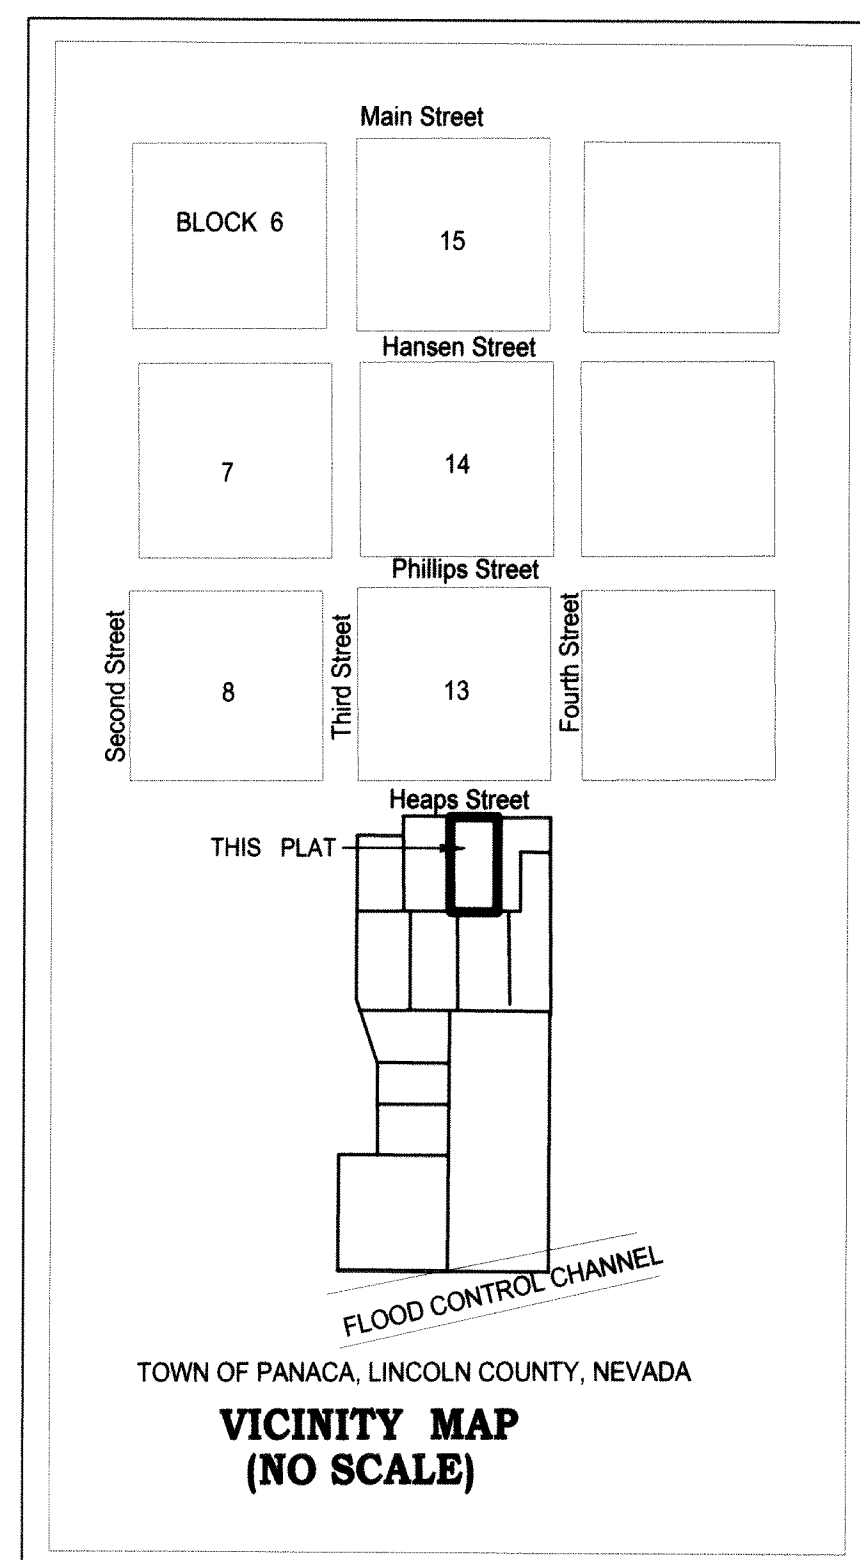 Main Street
BLOCK 6
15
Hansen Street
7
14
Phillips Street
Second Street
8
Third Street
13
Fourth Street
Heaps Street
THIS PLAT
FLOOD CONTROL CHANNEL
TOWN OF PANACA, LINCOLN COUNTY, NEVADA
VICINITY MAP
(NO SCALE)